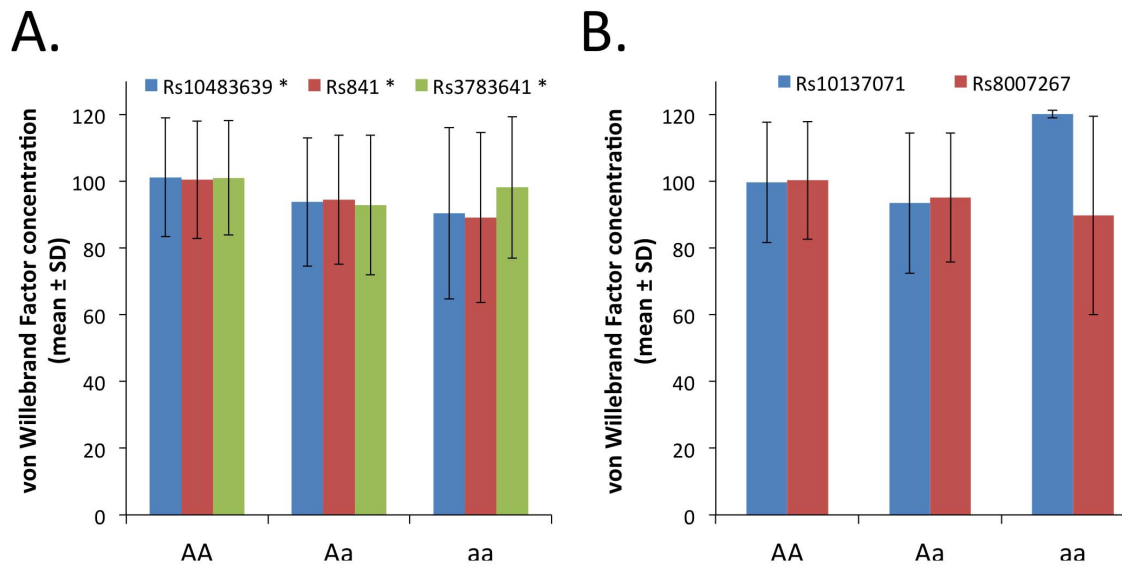 A.
Rs10483639 * Rs841 * Rs3783641 *
von Willebrand Factor concentration
(mean ± SD)
120
100
80
60
40
20
0
AA Aa aa
B.
Rs10137071 Rs8007267
von Willebrand Factor concentration
(mean ± SD)
120
100
80
60
40
20
0
AA Aa aa